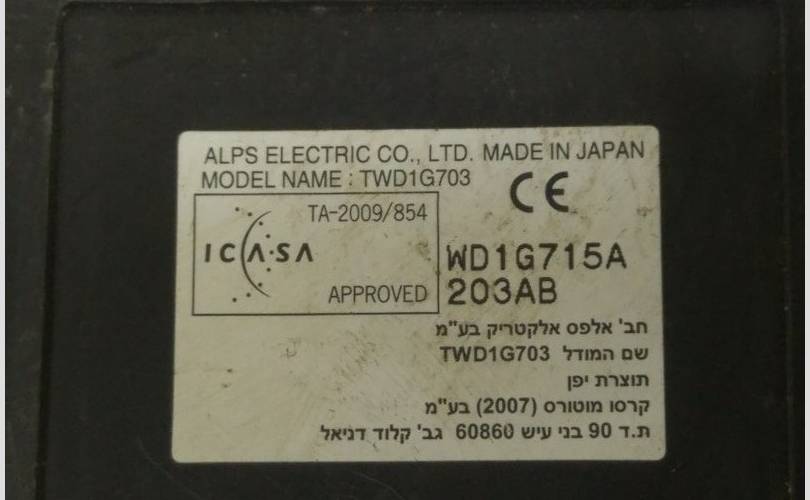 ALPS ELECTRIC CO., LTD. MADE IN JAPAN
MODEL NAME : TWD1G703
CE
TA-2009/854
ICASA
APPROVED
WD1G715A
203AB
חב' אלפס אלקטריק בע"מ
שם המודל TWD1G703
תוצרת יפן
קרסו מוטורס (2007) בע"מ
ת.ד 90 בני עיש 60860 גב' קלוד דניאל